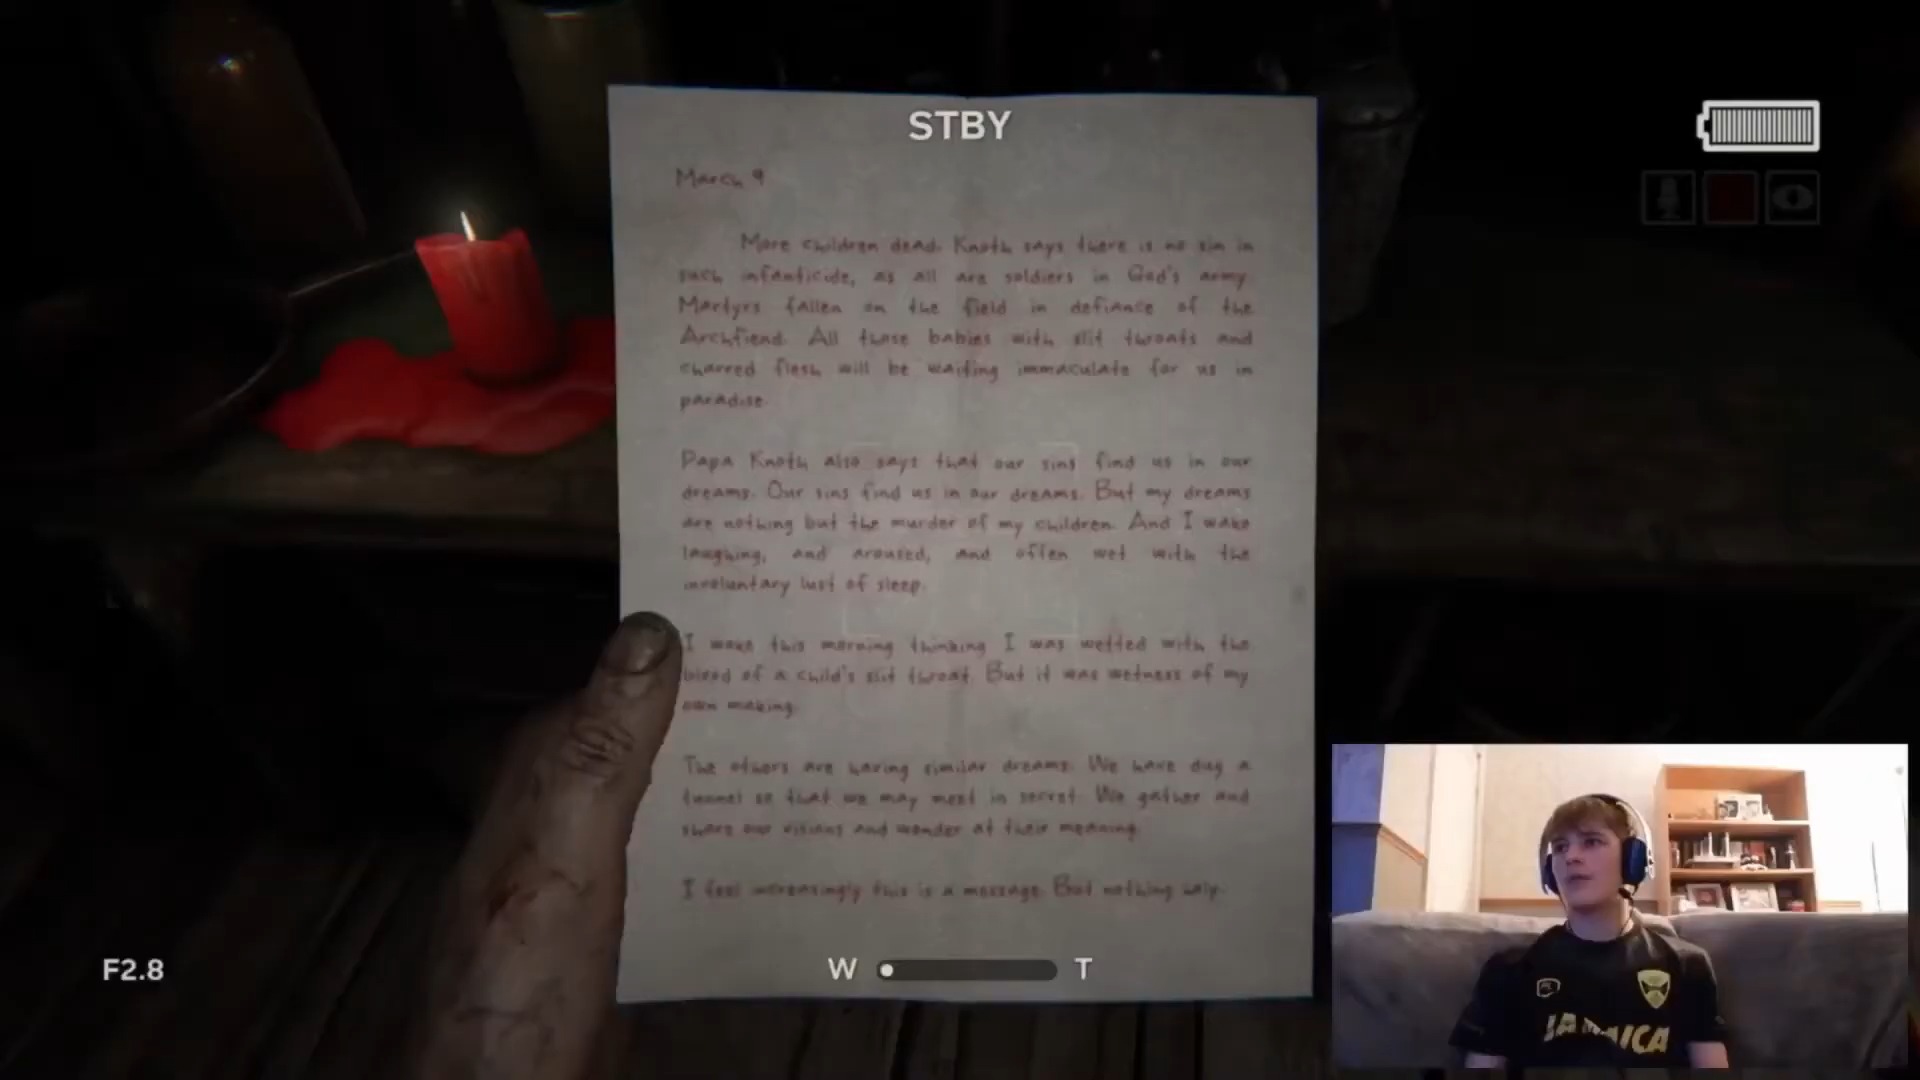 STBY
March 9
More children dead. Knoth says there is no sin in
such infanticide, as all are soldiers in God's army.
Martyrs fallen on the field in defiance of the
Archfiend. All those babies with slit throats and
charred flesh will be waiting immaculate for us in
paradise.
Papa Knoth also says that our sins find us in our
dreams. Our sins find us in our dreams. But my dreams
are nothing but the murder of my children. And I wake
laughing, and aroused, and often wet with the
involuntary lust of sleep.
I woke this morning thinking I was wetted with the
blood of a child's slit throat. But it was wetness of my
own making.
The others are having similar dreams. We have dug a
tunnel so that we may meet in secret. We gather and
share our visions and wonder at their meaning.
I feel increasingly this is a message. But nothing holy.
F2.8
W T
JAMAICA